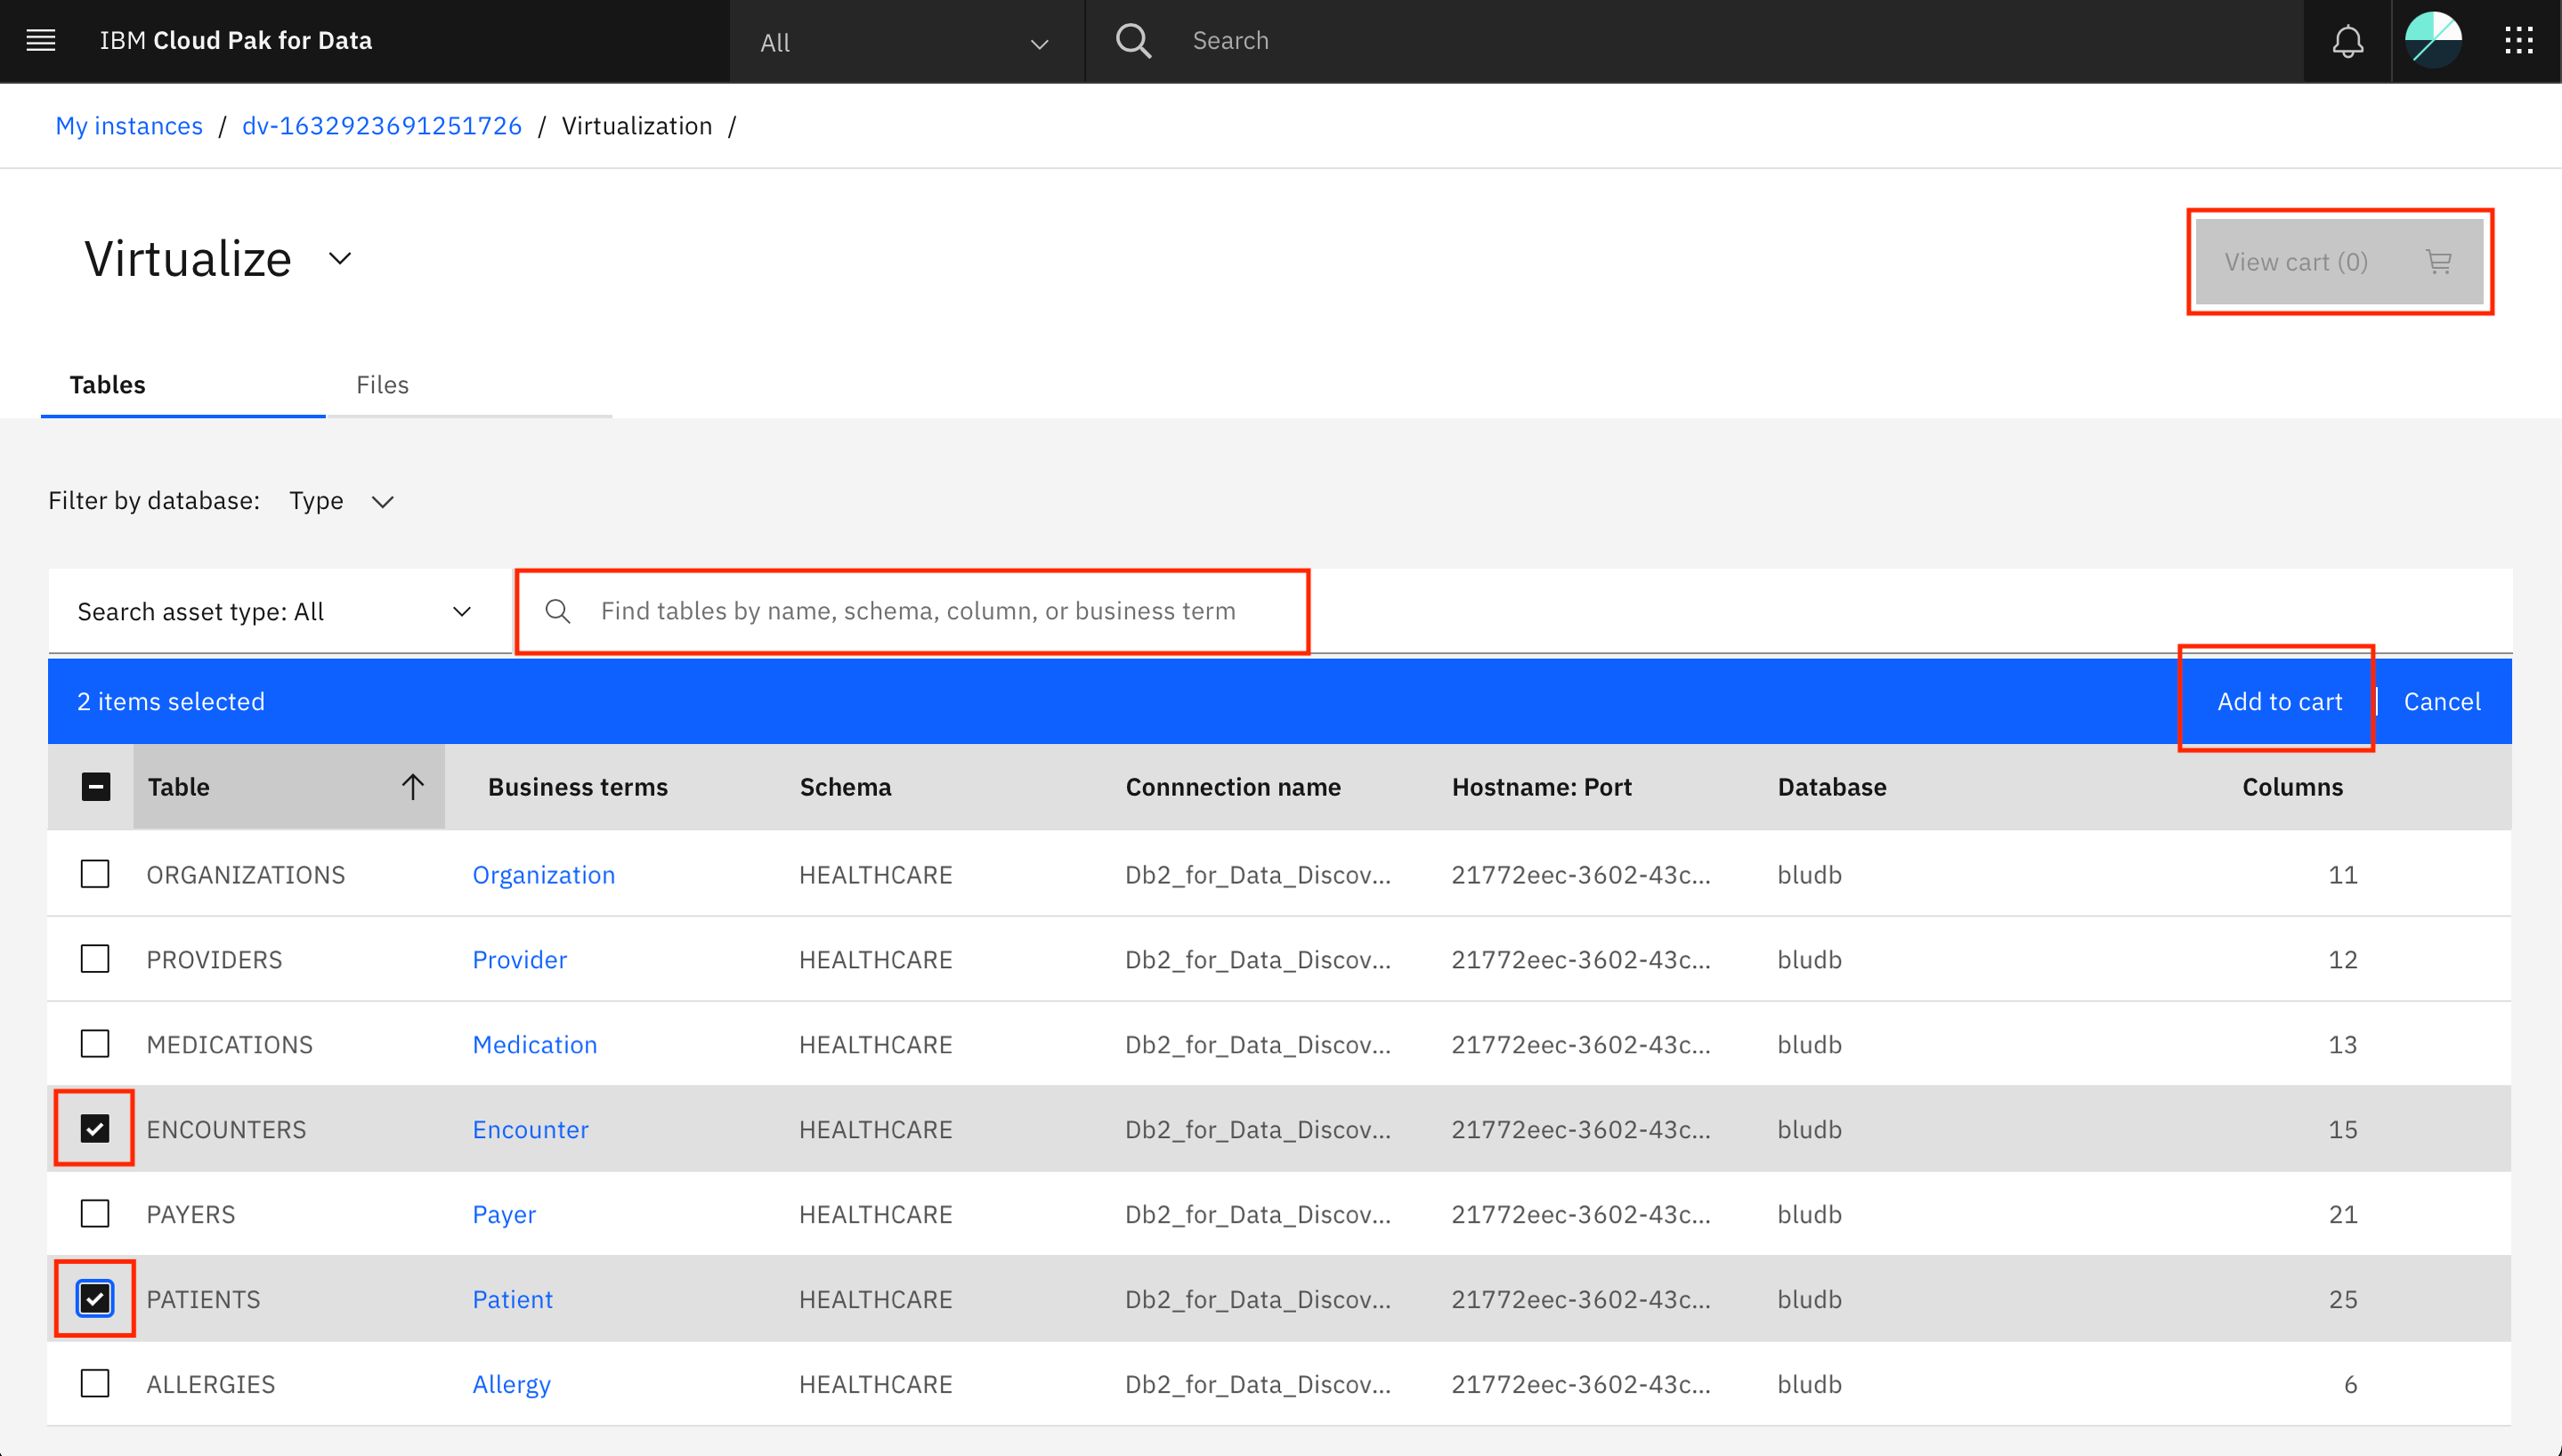 IBM Cloud Pak for Data All Search
My instances / dv-1632923691251726 / Virtualization /
Virtualize View cart (0)
Tables Files
Filter by database: Type
Search asset type: All Find tables by name, schema, column, or business term
2 items selected Add to cart Cancel
Table Business terms Schema Connnection name Hostname: Port Database Columns
ORGANIZATIONS Organization HEALTHCARE Db2_for_Data_Discov... 21772eec-3602-43c... bludb 11
PROVIDERS Provider HEALTHCARE Db2_for_Data_Discov... 21772eec-3602-43c... bludb 12
MEDICATIONS Medication HEALTHCARE Db2_for_Data_Discov... 21772eec-3602-43c... bludb 13
ENCOUNTERS Encounter HEALTHCARE Db2_for_Data_Discov... 21772eec-3602-43c... bludb 15
PAYERS Payer HEALTHCARE Db2_for_Data_Discov... 21772eec-3602-43c... bludb 21
PATIENTS Patient HEALTHCARE Db2_for_Data_Discov... 21772eec-3602-43c... bludb 25
ALLERGIES Allergy HEALTHCARE Db2_for_Data_Discov... 21772eec-3602-43c... bludb 6